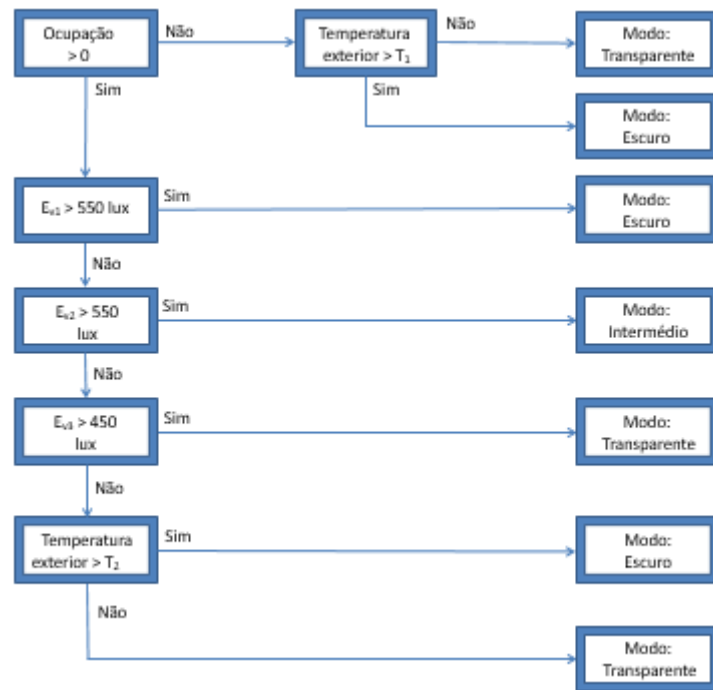 Ocupação
> 0
Não
Temperatura
exterior > T₁
Não
Modo:
Transparente
Sim
Sim
Modo:
Escuro
Eᵥ₁ > 550 lux
Sim
Modo:
Escuro
Não
Eᵥ₂ > 550
lux
Sim
Modo:
Intermédio
Não
Eᵥ₃ > 450
lux
Sim
Modo:
Transparente
Não
Temperatura
exterior > T₂
Sim
Modo:
Escuro
Não
Modo:
Transparente